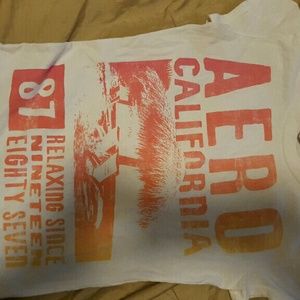 AERO
CALIFORNIA
87
RELAXING SINCE
NINETEEN
EIGHTY SEVEN